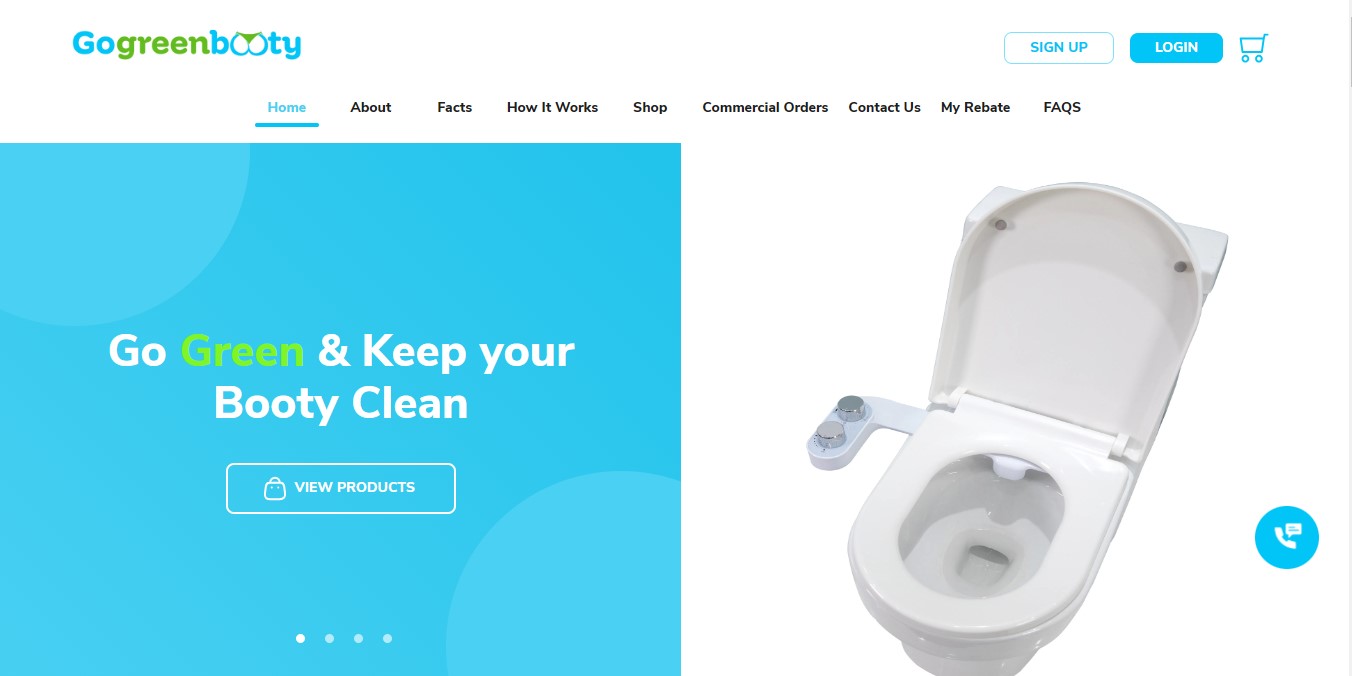 Gogreenbooty
SIGN UP
LOGIN
Home About Facts How It Works Shop Commercial Orders Contact Us My Rebate FAQS
Go Green & Keep your
Booty Clean
VIEW PRODUCTS